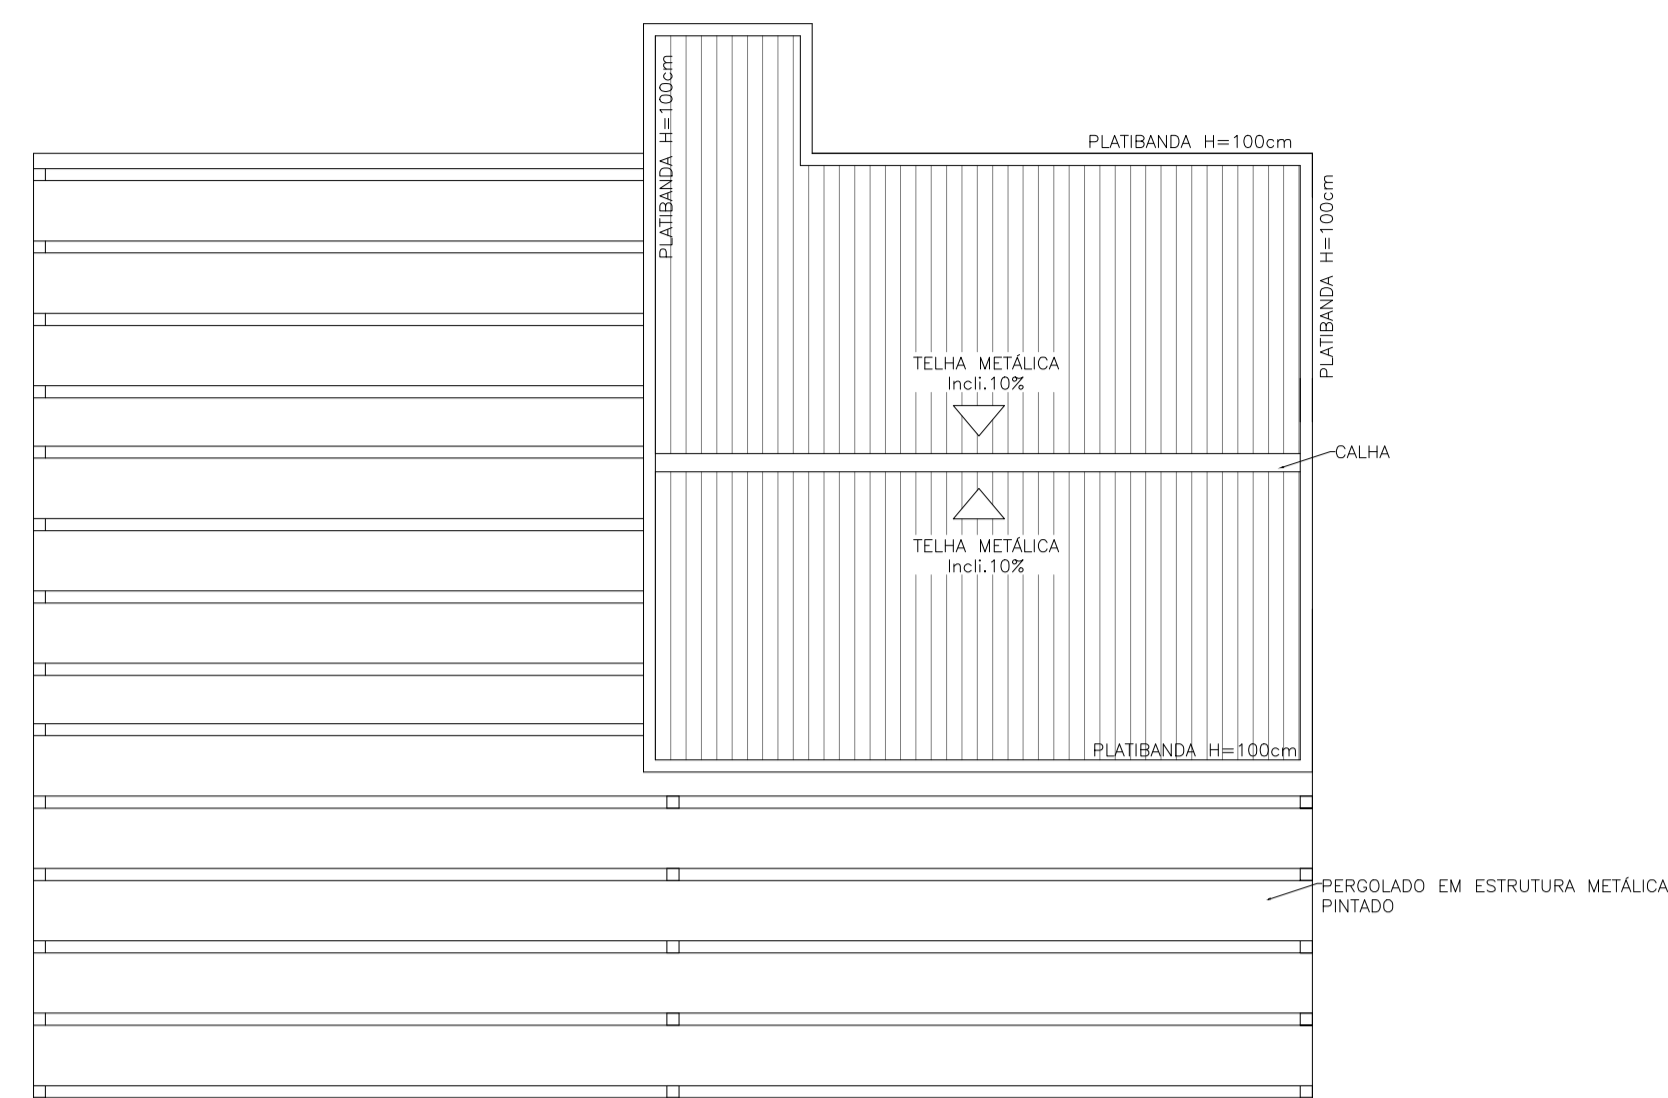 PLATIBANDA H=100cm
PLATIBANDA H=100cm
PLATIBANDA H=100cm
TELHA METÁLICA
Incli.10%
CALHA
TELHA METÁLICA
Incli.10%
PLATIBANDA H=100cm
PERGOLADO EM ESTRUTURA METÁLICA
PINTADO